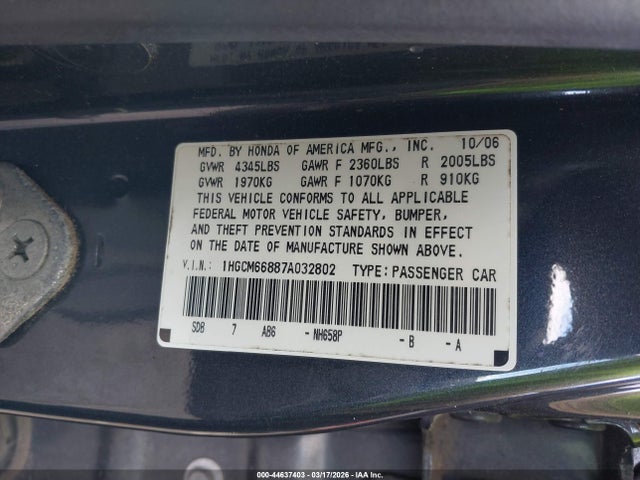 MFD. BY HONDA OF AMERICA MFG., INC. 10/06
GVWR 4345LBS GAWR F 2360LBS R 2005LBS
GVWR 1970KG GAWR F 1070KG R 910KG
THIS VEHICLE CONFORMS TO ALL APPLICABLE
FEDERAL MOTOR VEHICLE SAFETY, BUMPER,
AND THEFT PREVENTION STANDARDS IN EFFECT
ON THE DATE OF MANUFACTURE SHOWN ABOVE.
V.I.N.: 1HGCM66887A032802 TYPE: PASSENGER CAR
SDB 7 AB6 -NH658P -B -A
000-44637403 - 03/17/2026 - IAA Inc.